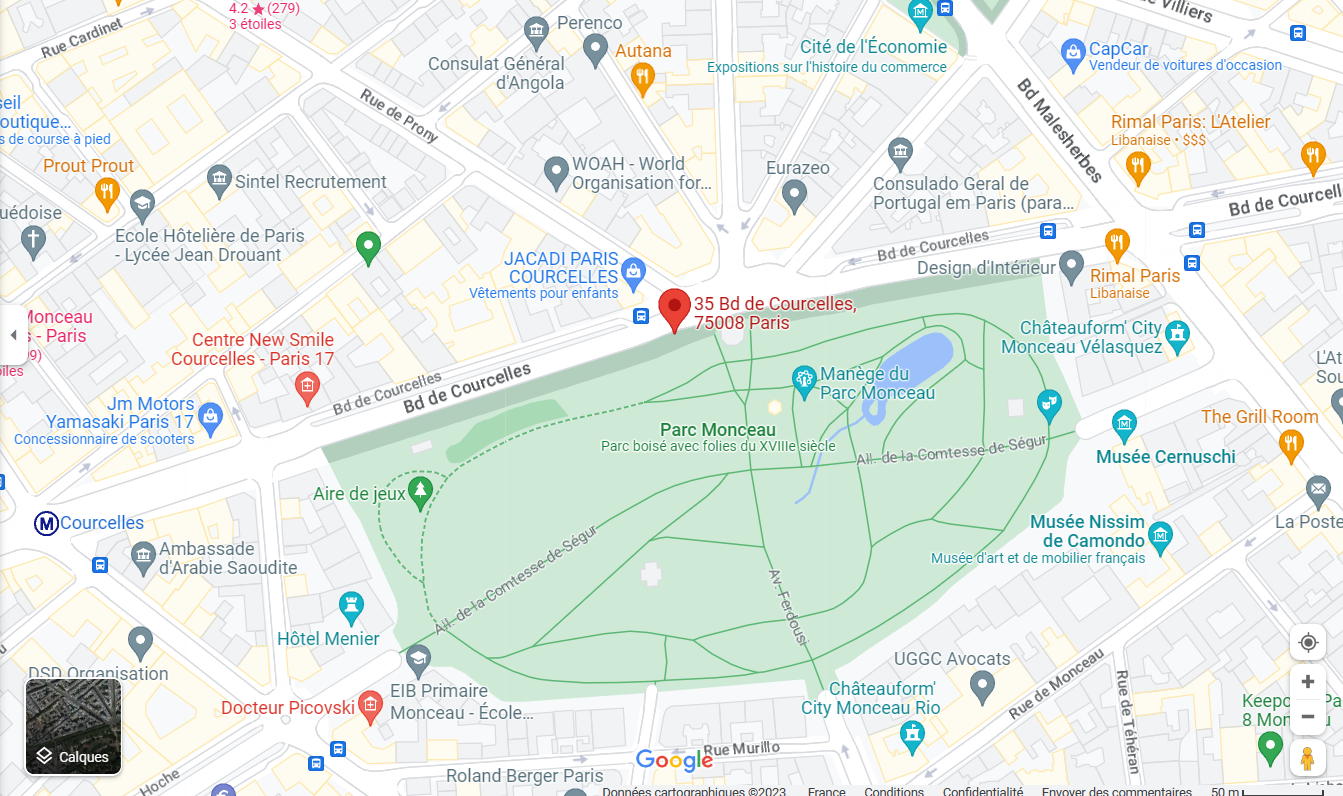 4.2 ★ (279)
3 étoiles
Rue Cardinet
Perenco
Consulat Général
d'Angola
Autana
Cité de l'Économie
Expositions sur l'histoire du commerce
de Villiers
CapCar
Vendeur de voitures d'occasion
Bd Malesherbes
Rue de Prony
s de course à pied
Prout Prout
Sintel Recrutement
WOAH - World
Organisation for...
Eurazeo
Consulado Geral de
Portugal em Paris (para...
Rimal Paris: L'Atelier
Libanaise • $$$
Bd de Courcell
Ecole Hôtelière de Paris
- Lycée Jean Drouant
JACADI PARIS
COURCELLES
Vêtements pour enfants
Bd de Courcelles
Design d'Intérieur
Rimal Paris
Libanaise
35 Bd de Courcelles,
75008 Paris
Monceau
s - Paris
Centre New Smile
Courcelles - Paris 17
Châteauform' City
Monceau Vélasquez
Bd de Courcelles
Bd de Courcelles
Manège du
Parc Monceau
Jm Motors
Yamasaki Paris 17
Concessionnaire de scooters
Parc Monceau
Parc boisé avec folies du XVIIIe siècle
All. de la Comtesse de Ségur
The Grill Room
Musée Cernuschi
Aire de jeux
M Courcelles
Musée Nissim
de Camondo
Musée d'art et de mobilier français
La Poste
Ambassade
d'Arabie Saoudite
All. de la Comtesse de Ségur
Av. Ferdousi
Hôtel Menier
DSD Organisation
EIB Primaire
Monceau - École...
Docteur Picovski
UGGC Avocats
Châteauform'
City Monceau Rio
Rue de Monceau
Rue de Téhéran
Calques
Hoche
Roland Berger Paris
Google
Rue Murillo
Données cartographiques ©2023 France Conditions Confidentialité Envoyer des commentaires 50 m